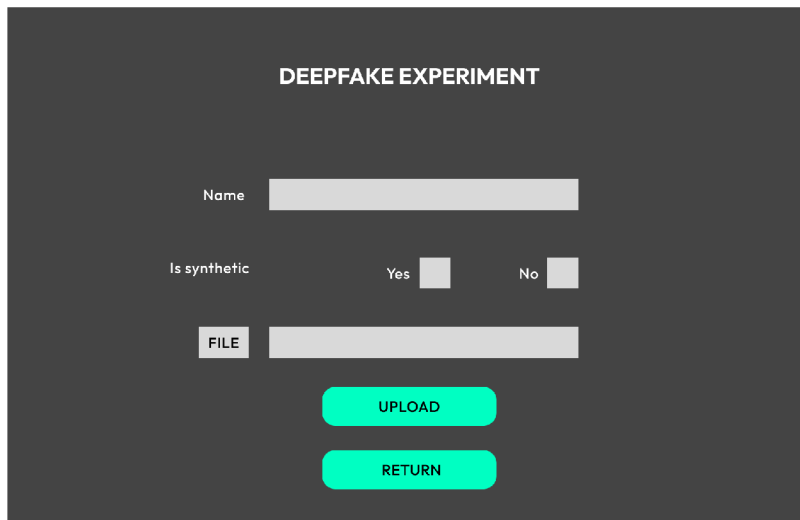 DEEPFAKE EXPERIMENT
Name
Is synthetic
Yes No
FILE
UPLOAD
RETURN